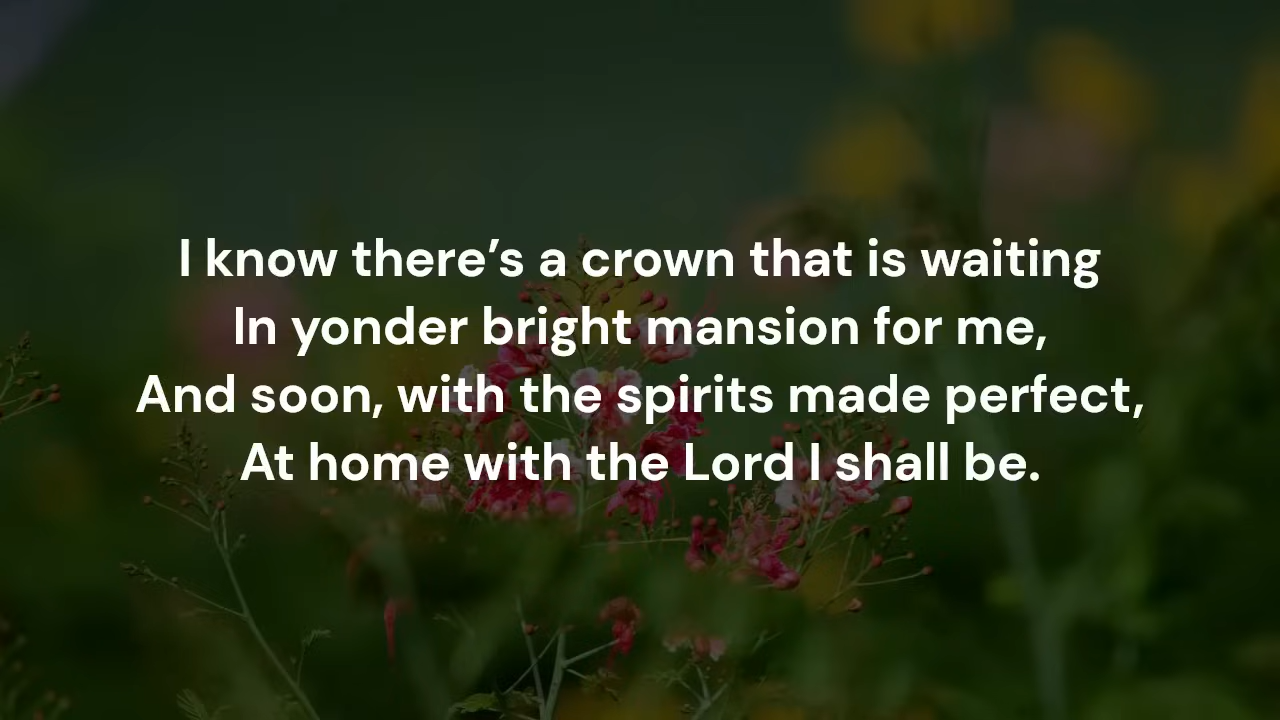 I know there’s a crown that is waiting
In yonder bright mansion for me,
And soon, with the spirits made perfect,
At home with the Lord I shall be.